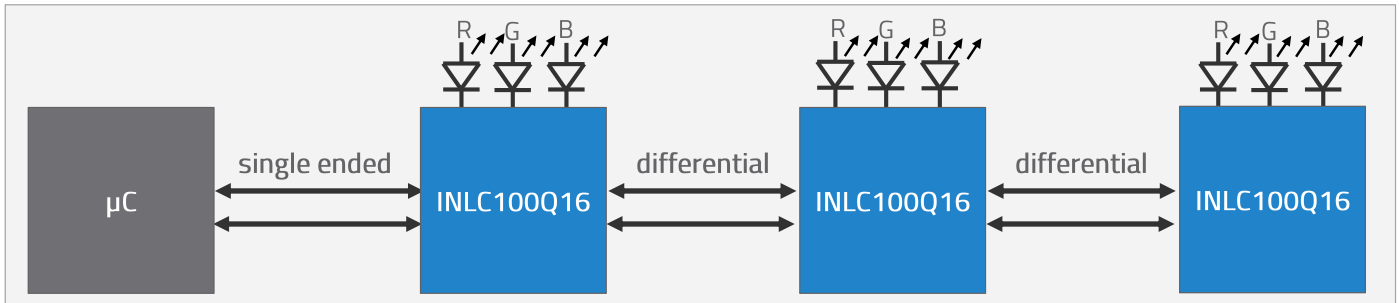 R G B
R G B
R G B
single ended
differential
differential
µC
INLC100Q16
INLC100Q16
INLC100Q16